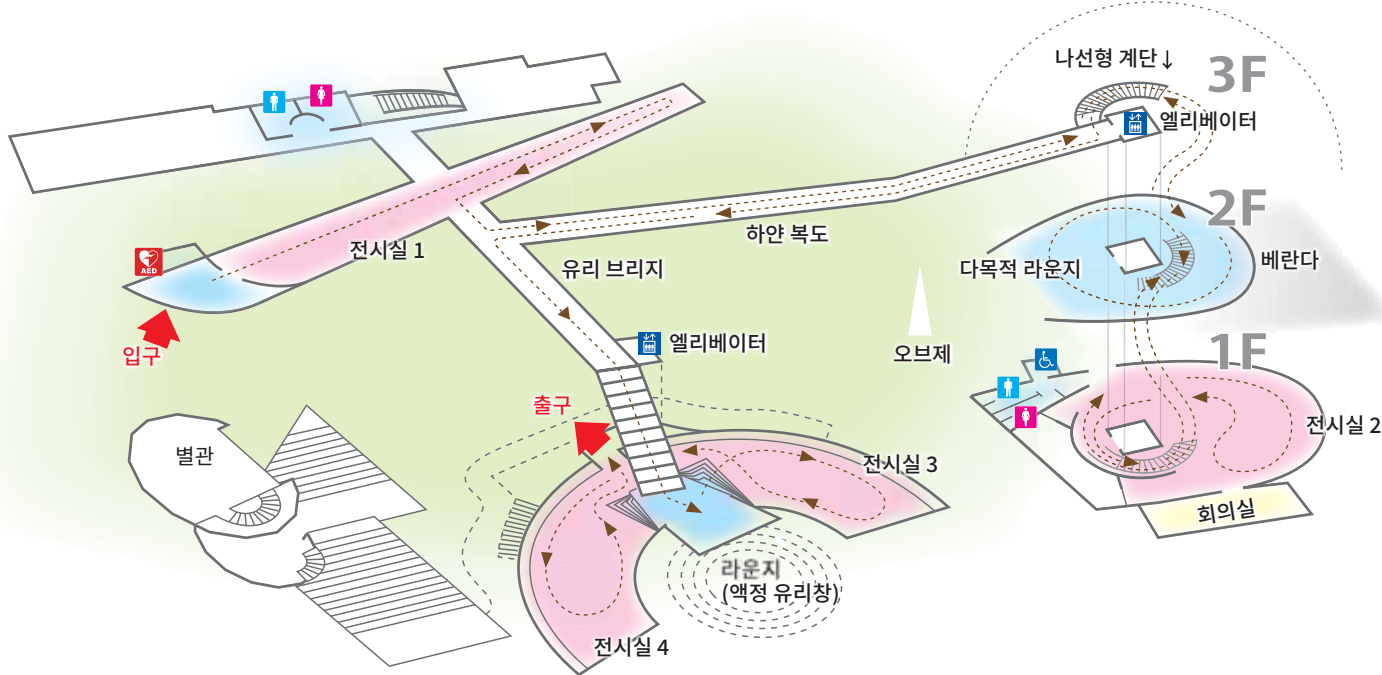 나선형 계단↓
3F
엘리베이터
2F
하얀 복도
전시실 1
유리 브리지
다목적 라운지
베란다
AED
입구
엘리베이터
오브제
1F
출구
별관
전시실 2
전시실 3
회의실
라운지
(액정 유리창)
전시실 4